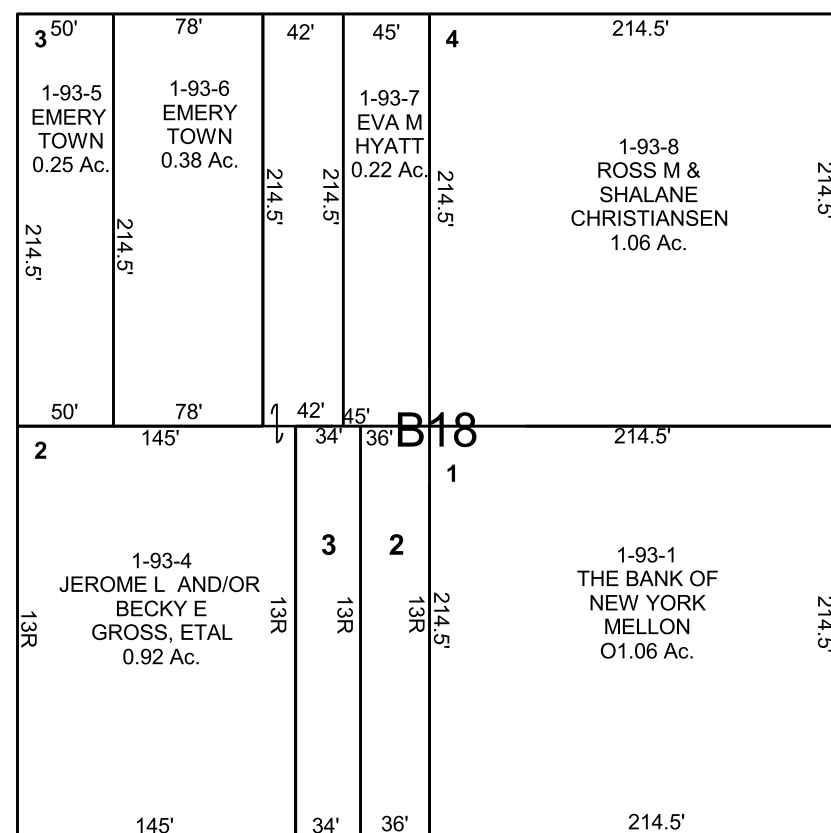 3
50'
78'
42'
45'
4
214.5'
1-93-5
EMERY
TOWN
0.25 Ac.
1-93-6
EMERY
TOWN
0.38 Ac.
1-93-7
EVA M
HYATT
0.22 Ac.
1-93-8
ROSS M &
SHALANE
CHRISTIANSEN
1.06 Ac.
214.5'
214.5'
214.5'
214.5'
214.5'
214.5'
50'
78'
42'
45'
B18
2
145'
34'
36'
214.5'
1
3
2
1-93-4
JEROME L AND/OR
BECKY E
GROSS, ETAL
0.92 Ac.
1-93-1
THE BANK OF
NEW YORK
MELLON
O1.06 Ac.
13R
13R
13R
13R
214.5'
214.5'
145'
34'
36'
214.5'